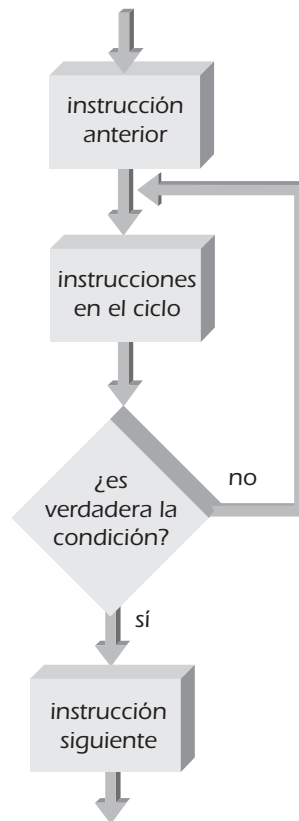 instrucción
anterior
instrucciones
en el ciclo
¿es
verdadera la
condición?
no
sí
instrucción
siguiente